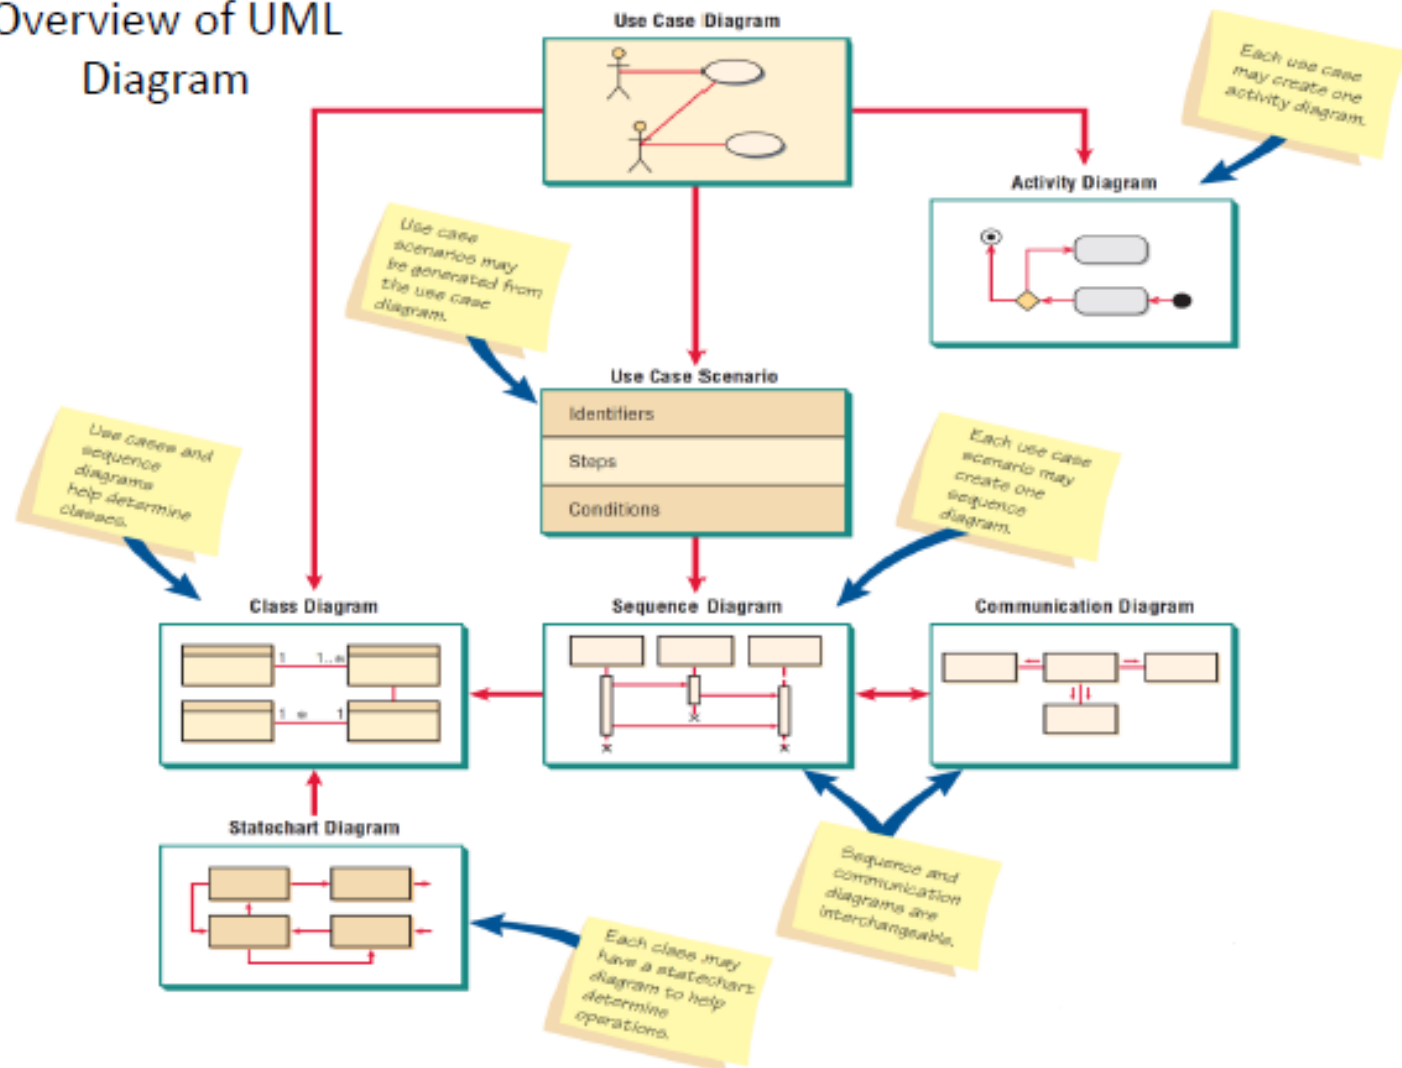 Overview of UML
Diagram
Use Case Diagram
Each use case
may create one
activity diagram.
Activity Diagram
Use case
scenarios may
be generated from
the use case
diagram.
Use Case Scenario
Identifiers
Steps
Conditions
Use cases and
sequence
diagrams
help determine
classes.
Each use case
scenario may
create one
sequence
diagram.
Class Diagram
1 1..*
1 * 1
Sequence Diagram
Communication Diagram
Statechart Diagram
Sequence and
communication
diagrams are
interchangeable.
Each class may
have a statechart
diagram to help
determine
operations.